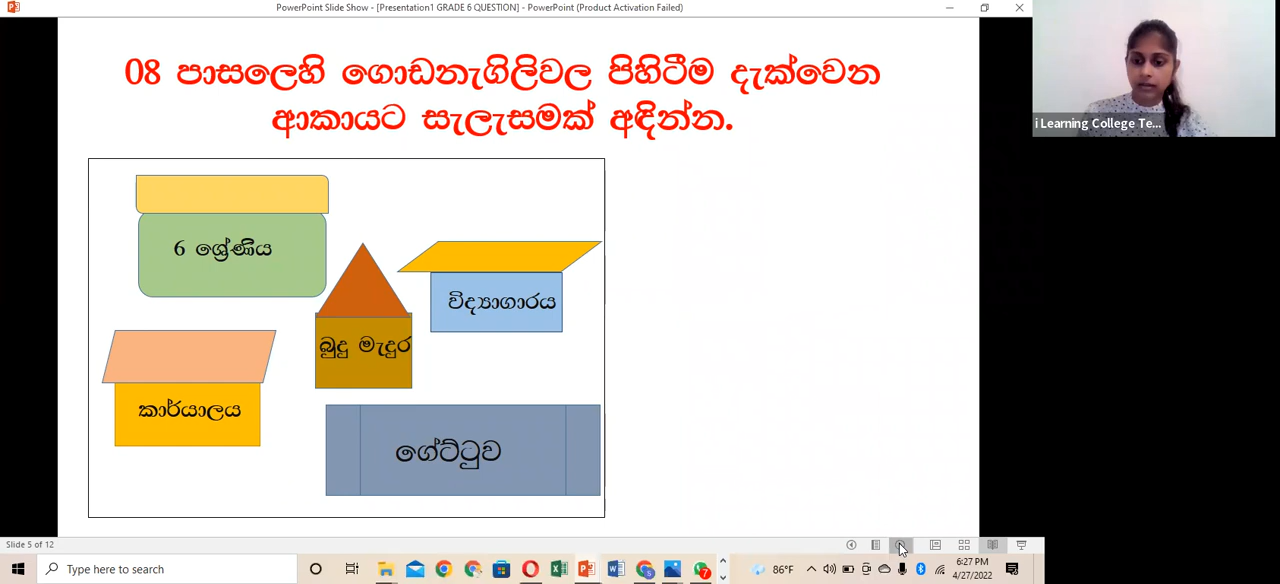 PowerPoint Slide Show - [Presentation1 GRADE 6 QUESTION] - PowerPoint (Product Activation Failed)
08 පාසලෙහි ගොඩනැගිලිවල පිහිටීම දැක්වෙන
ආකායට සැලැසමක් අඳින්න.
6 ශ්‍රේණිය
විද්‍යාගාරය
බුදු මැදුර
කාර්යාලය
ගේට්ටුව
i Learning College Te...
Slide 5 of 12
Type here to search
7
86°F
6:27 PM
4/27/2022